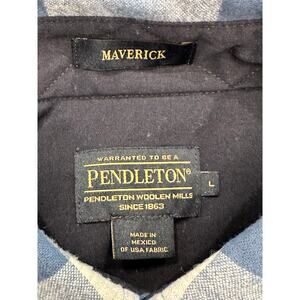 MAVERICK
WARRANTED TO BE A
PENDLETON®
L
PENDLETON WOOLEN MILLS
SINCE 1863
MADE IN
MEXICO
OF USA FABRIC